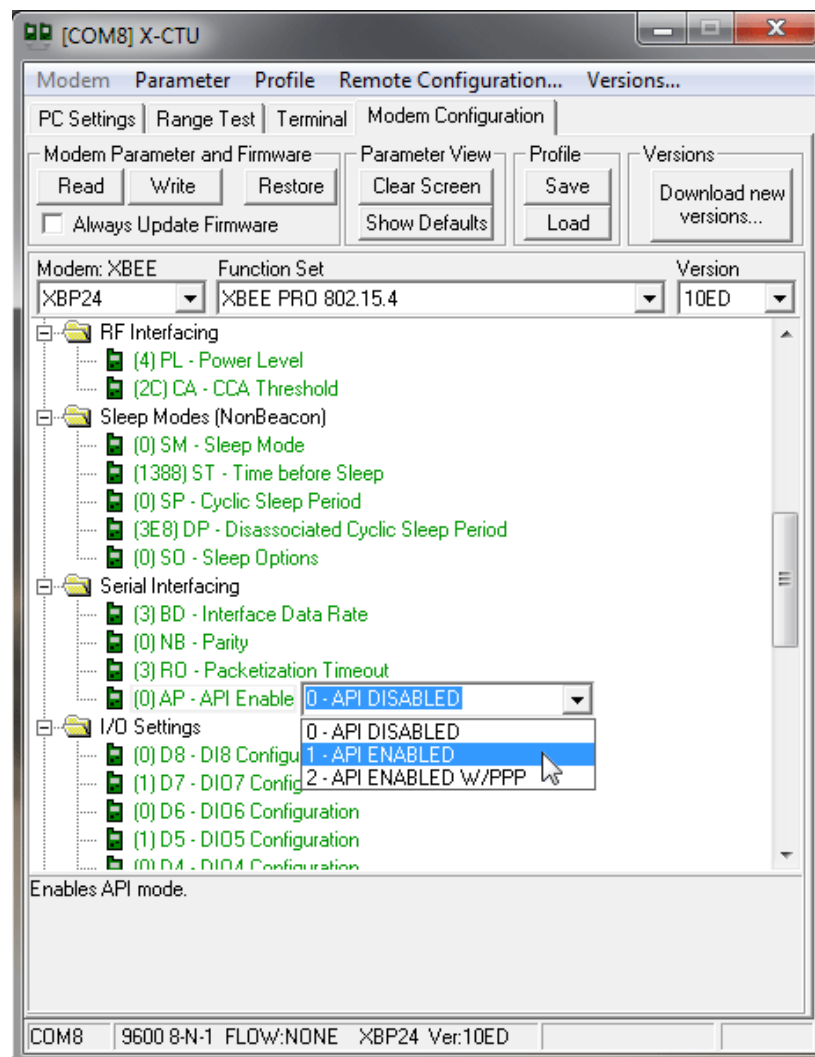 [COM8] X-CTU
Modem Parameter Profile Remote Configuration... Versions...
PC Settings Range Test Terminal Modem Configuration
Modem Parameter and Firmware Parameter View Profile Versions
Read Write Restore Clear Screen Save Download new versions...
Always Update Firmware Show Defaults Load
Modem: XBEE Function Set Version
XBP24 XBEE PRO 802.15.4 10ED
RF Interfacing
(4) PL - Power Level
(2C) CA - CCA Threshold
Sleep Modes (NonBeacon)
(0) SM - Sleep Mode
(1388) ST - Time before Sleep
(0) SP - Cyclic Sleep Period
(3E8) DP - Disassociated Cyclic Sleep Period
(0) SO - Sleep Options
Serial Interfacing
(3) BD - Interface Data Rate
(0) NB - Parity
(3) RO - Packetization Timeout
(0) AP - API Enable 0 - API DISABLED
I/O Settings 0 - API DISABLED
(0) D8 - DI8 Configu 1 - API ENABLED
(1) D7 - DIO7 Config 2 - API ENABLED W/PPP
(0) D6 - DIO6 Configuration
(1) D5 - DIO5 Configuration
(0) D4 - DIO4 Configuration
Enables API mode.
COM8 9600 8-N-1 FLOW:NONE XBP24 Ver:10ED